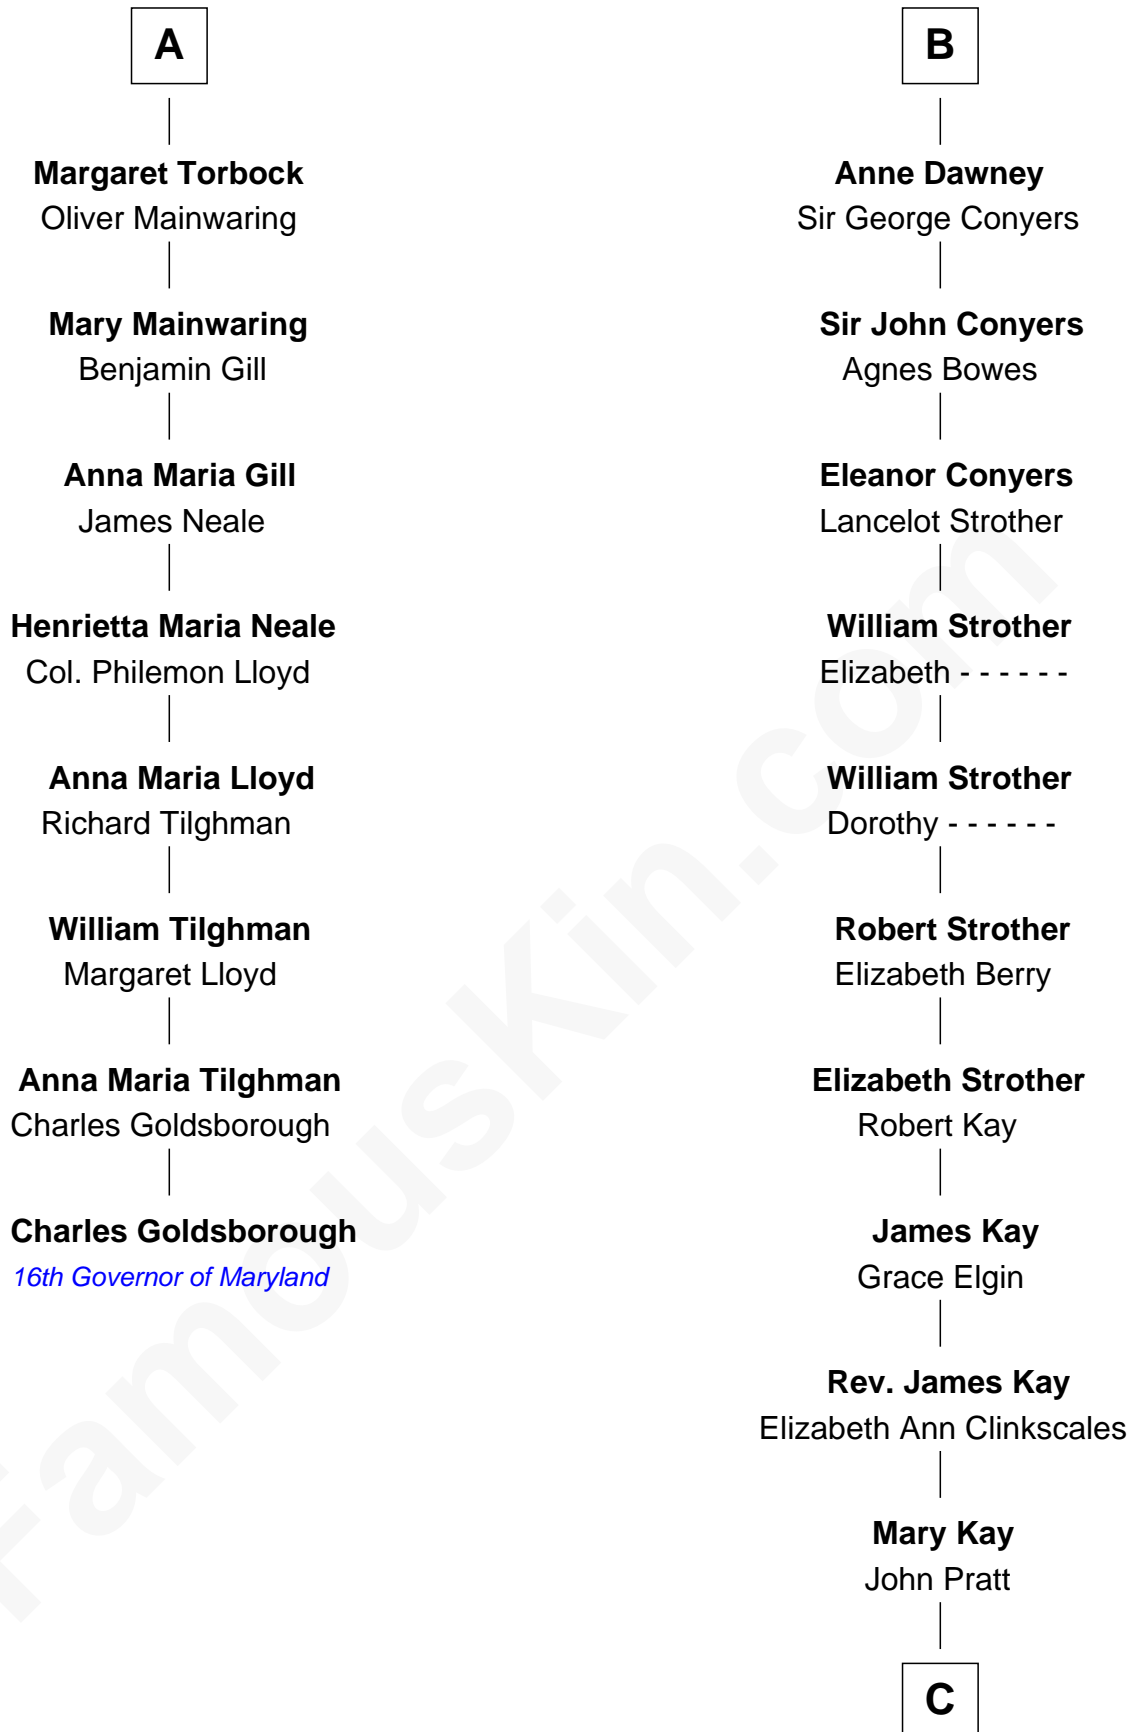 A
Margaret Torbock
Oliver Mainwaring
Mary Mainwaring
Benjamin Gill
Anna Maria Gill
James Neale
Henrietta Maria Neale
Col. Philemon Lloyd
Anna Maria Lloyd
Richard Tilghman
William Tilghman
Margaret Lloyd
Anna Maria Tilghman
Charles Goldsborough
Charles Goldsborough
16th Governor of Maryland
B
Anne Dawney
Sir George Conyers
Sir John Conyers
Agnes Bowes
Eleanor Conyers
Lancelot Strother
William Strother
Elizabeth - - - - - -
William Strother
Dorothy - - - - - -
Robert Strother
Elizabeth Berry
Elizabeth Strother
Robert Kay
James Kay
Grace Elgin
Rev. James Kay
Elizabeth Ann Clinkscales
Mary Kay
John Pratt
C
FamousKin.com